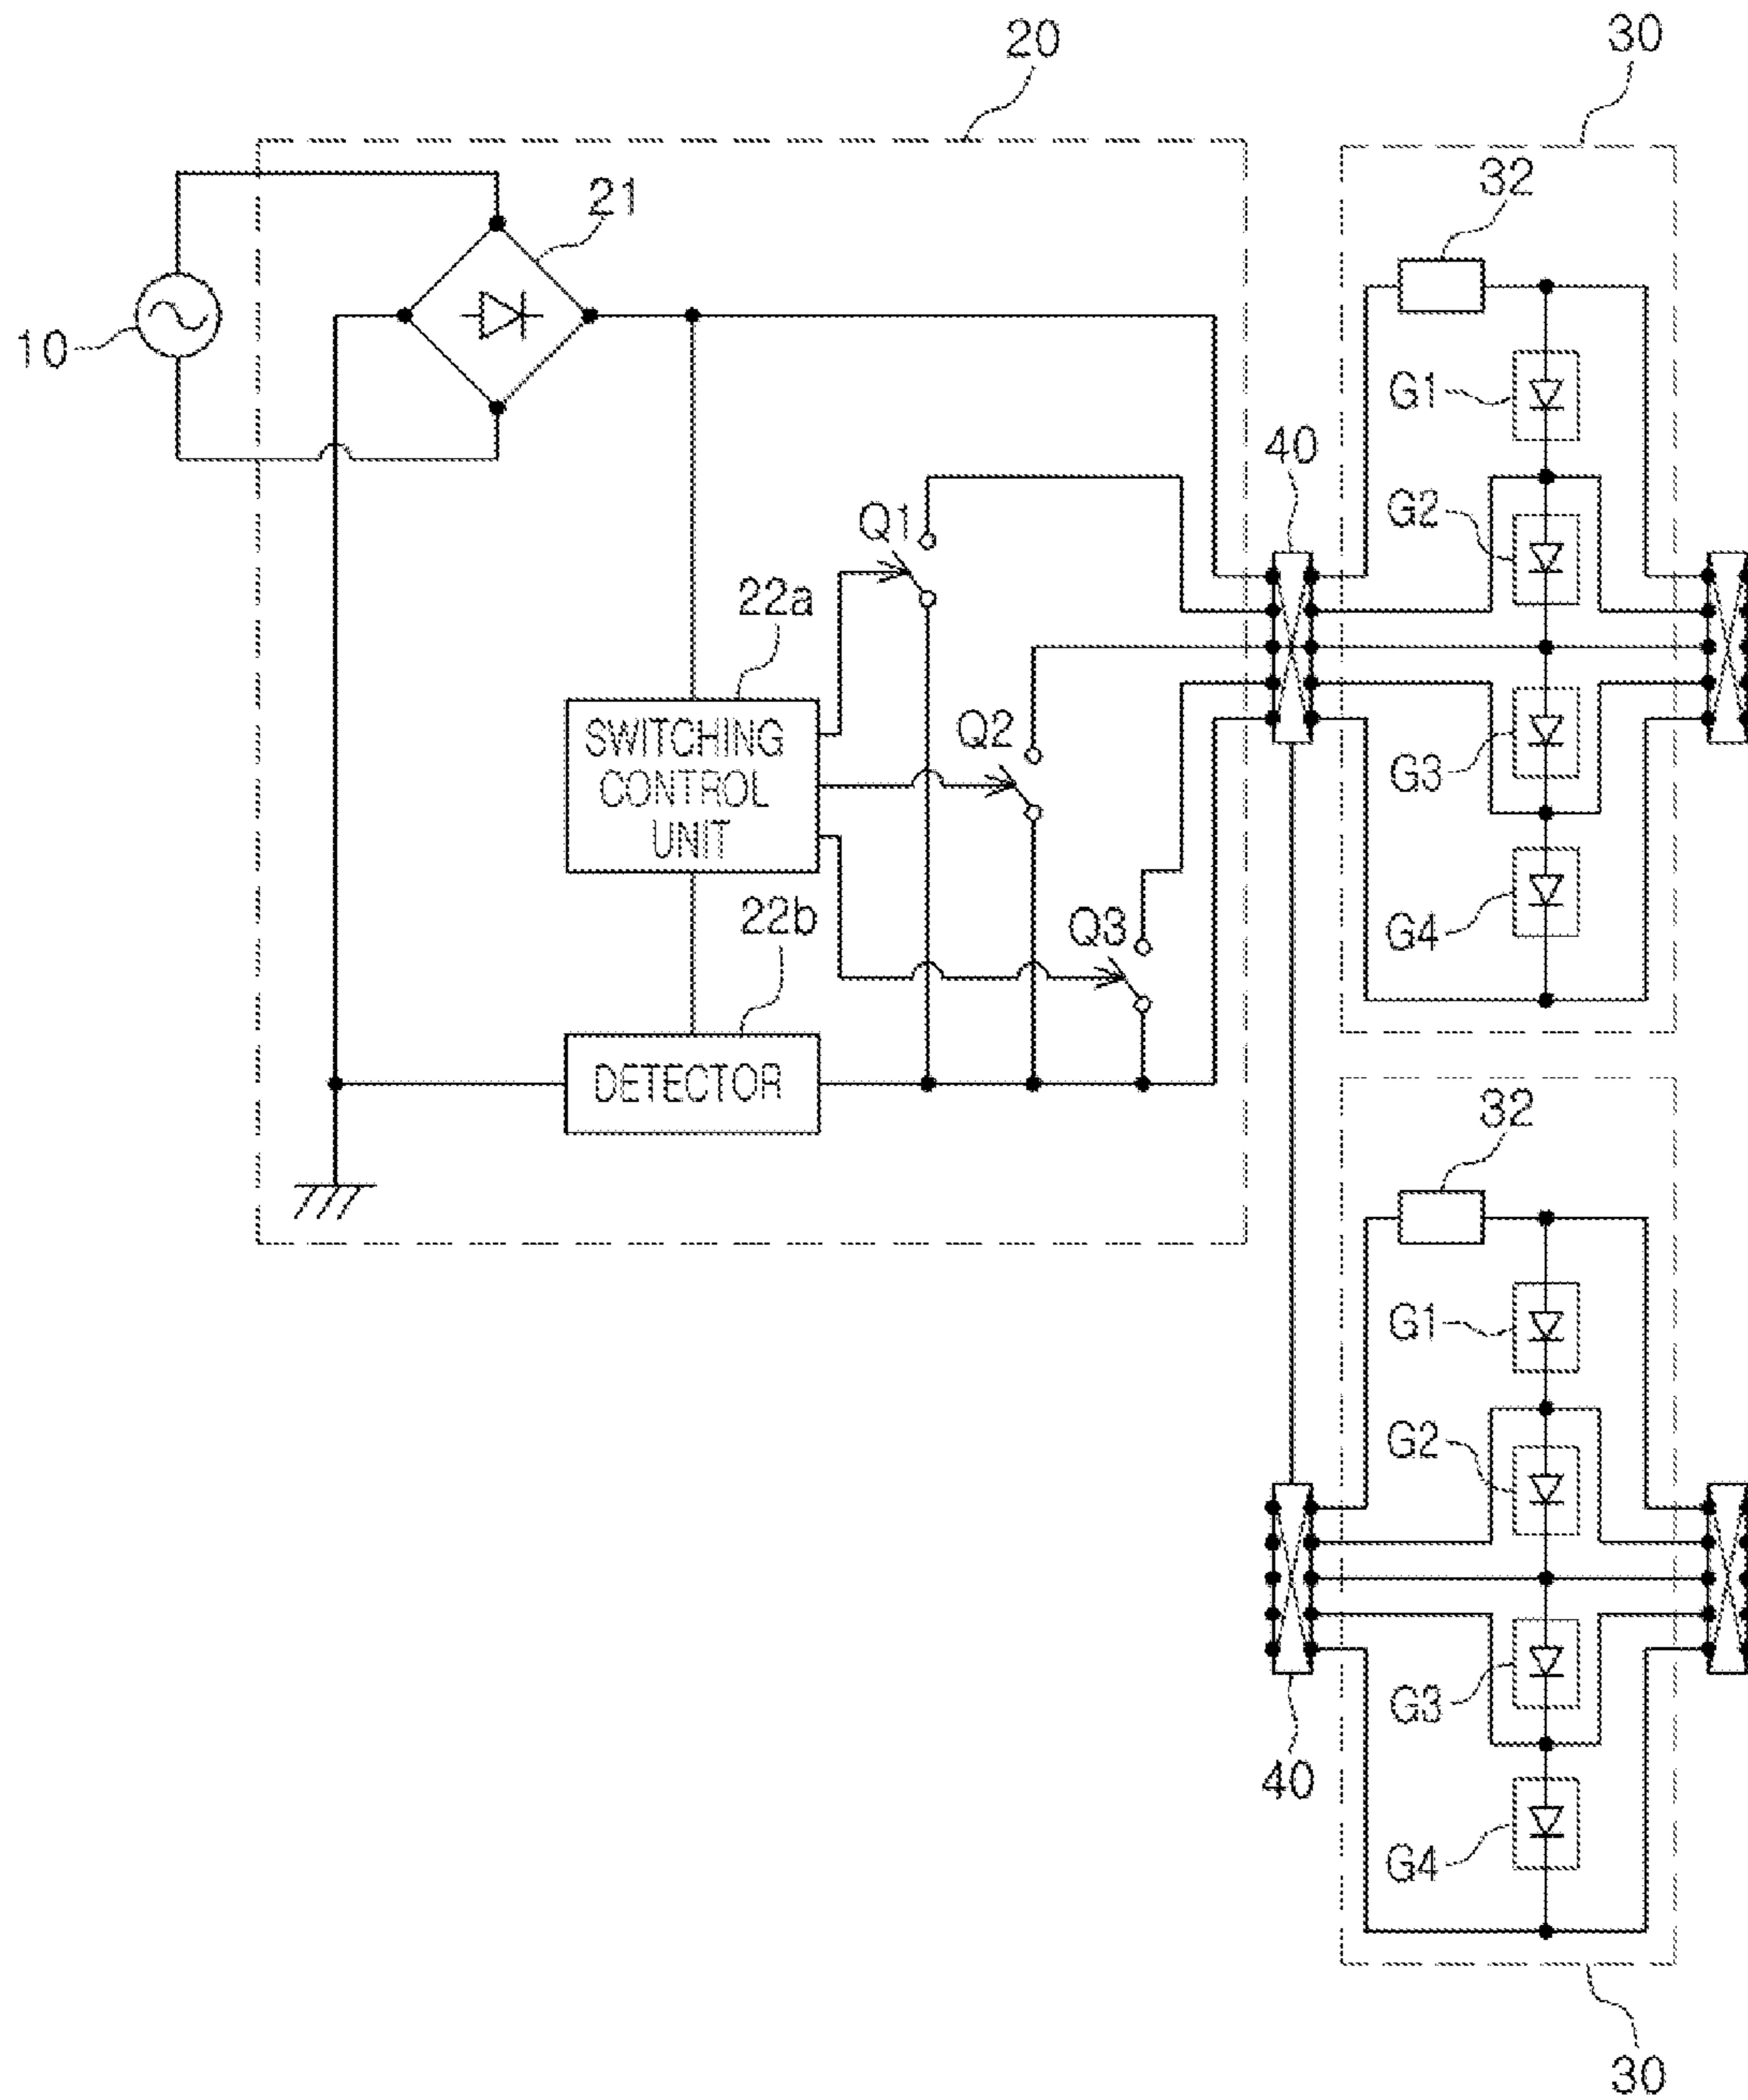 20
30
21
32
10
G1
40
Q1
G2
22a
SWITCHING
CONTROL
UNIT
Q2
G3
22b
Q3
G4
DETECTOR
32
G1
G2
G3
40
G4
30